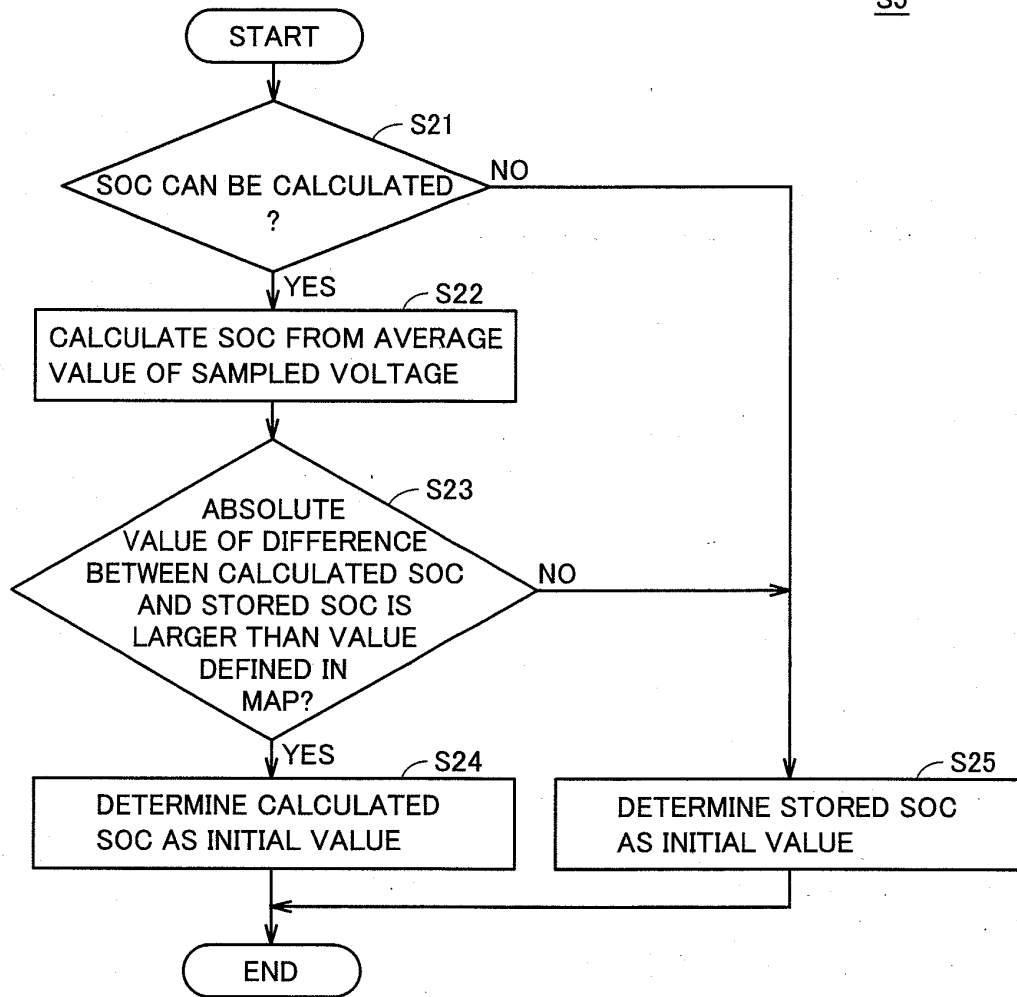 S5
START
S21
SOC CAN BE CALCULATED
?
NO
YES
S22
CALCULATE SOC FROM AVERAGE
VALUE OF SAMPLED VOLTAGE
S23
ABSOLUTE
VALUE OF DIFFERENCE
BETWEEN CALCULATED SOC
AND STORED SOC IS
LARGER THAN VALUE
DEFINED IN
MAP?
NO
YES
S24
DETERMINE CALCULATED
SOC AS INITIAL VALUE
S25
DETERMINE STORED SOC
AS INITIAL VALUE
END